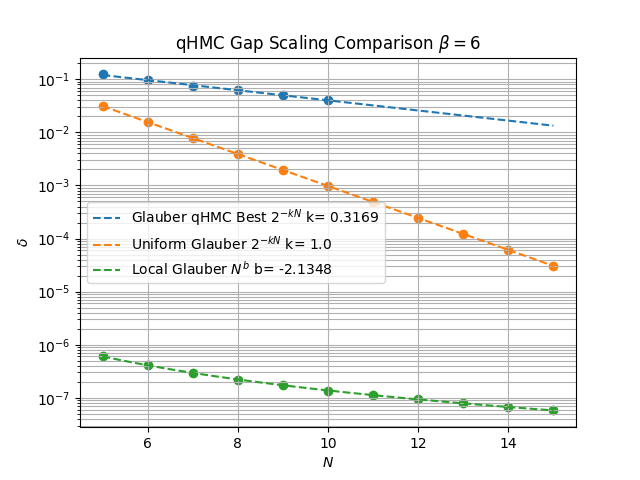 qHMC Gap Scaling Comparison β = 6
10⁻¹
10⁻²
10⁻³
10⁻⁴
10⁻⁵
10⁻⁶
10⁻⁷
δ
Glauber qHMC Best 2⁻ᵏᴺ k= 0.3169
Uniform Glauber 2⁻ᵏᴺ k= 1.0
Local Glauber Nᵇ b= -2.1348
6 8 10 12 14
N